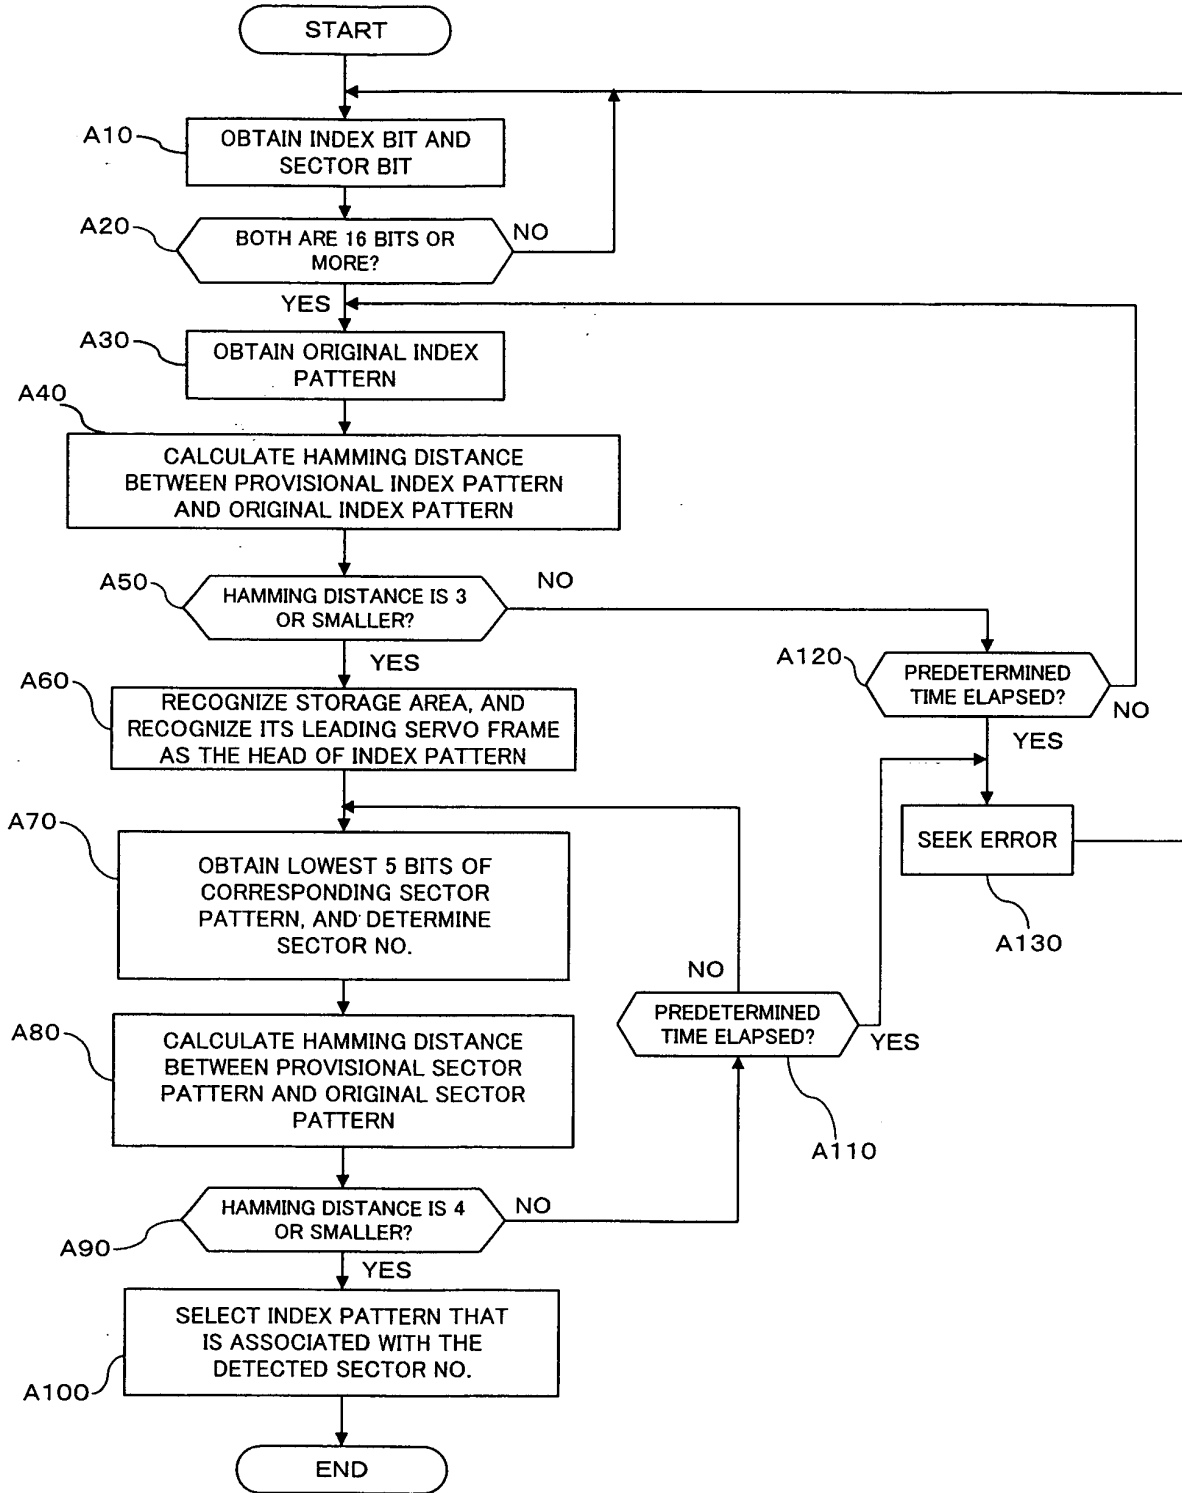 START
A10
OBTAIN INDEX BIT AND
SECTOR BIT
A20
BOTH ARE 16 BITS OR
MORE?
NO
YES
A30
OBTAIN ORIGINAL INDEX
PATTERN
A40
CALCULATE HAMMING DISTANCE
BETWEEN PROVISIONAL INDEX PATTERN
AND ORIGINAL INDEX PATTERN
A50
HAMMING DISTANCE IS 3
OR SMALLER?
NO
YES
A120
PREDETERMINED
TIME ELAPSED?
NO
YES
A60
RECOGNIZE STORAGE AREA, AND
RECOGNIZE ITS LEADING SERVO FRAME
AS THE HEAD OF INDEX PATTERN
SEEK ERROR
A130
A70
OBTAIN LOWEST 5 BITS OF
CORRESPONDING SECTOR
PATTERN, AND DETERMINE
SECTOR NO.
NO
PREDETERMINED
TIME ELAPSED?
YES
A110
A80
CALCULATE HAMMING DISTANCE
BETWEEN PROVISIONAL SECTOR
PATTERN AND ORIGINAL SECTOR
PATTERN
A90
HAMMING DISTANCE IS 4
OR SMALLER?
NO
YES
A100
SELECT INDEX PATTERN THAT
IS ASSOCIATED WITH THE
DETECTED SECTOR NO.
END